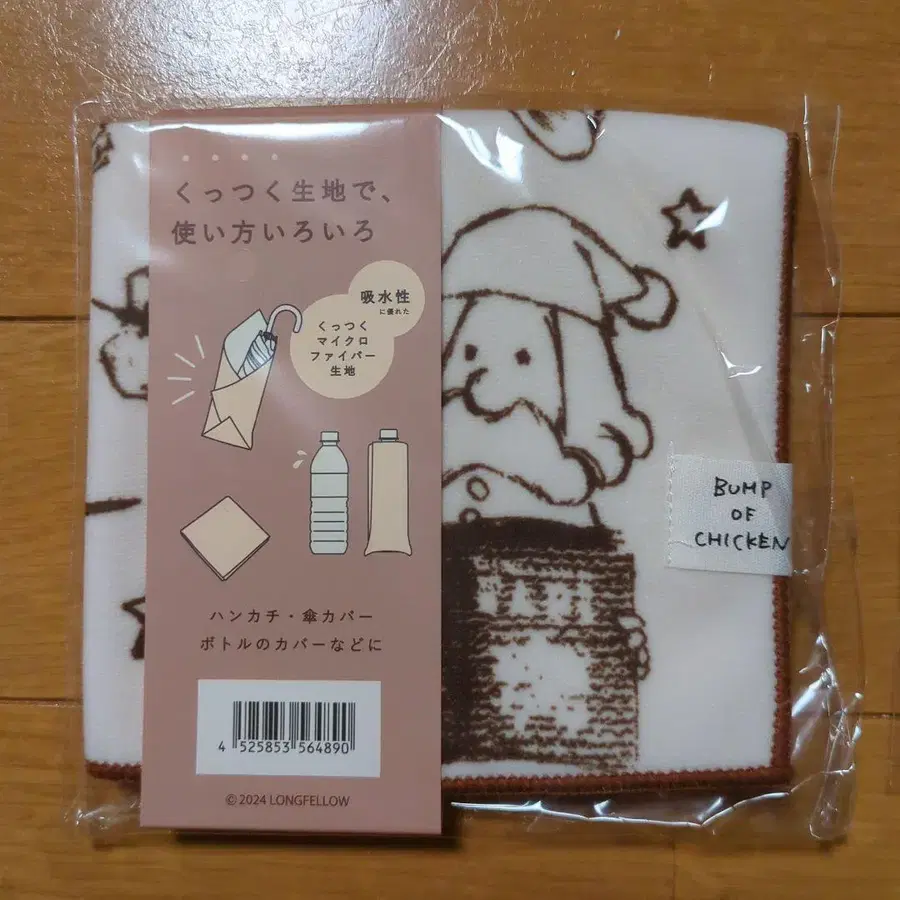 くっつく生地で、
使い方いろいろ
吸水性
に優れた
くっつく
マイクロ
ファイバー
生地
BUMP
OF
CHICKEN
ハンカチ・傘カバー
ボトルのカバーなどに
4 525853 564890
© 2024 LONGFELLOW